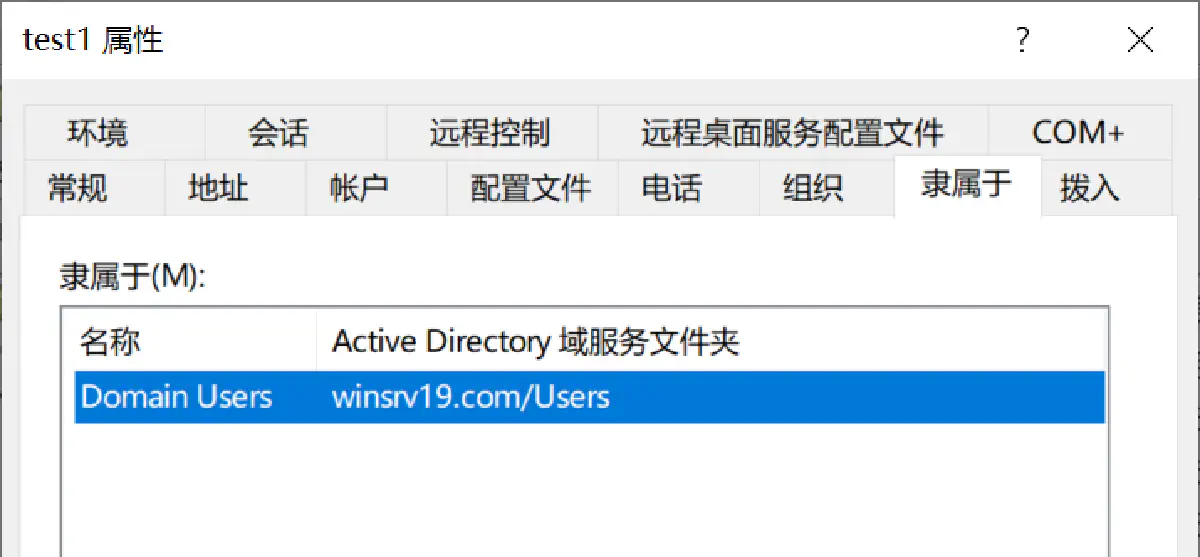 test1 属性 ?
环境 会话 远程控制 远程桌面服务配置文件 COM+
常规 地址 帐户 配置文件 电话 组织 隶属于 拨入
隶属于(M):
名称 Active Directory 域服务文件夹
Domain Users winsrv19.com/Users